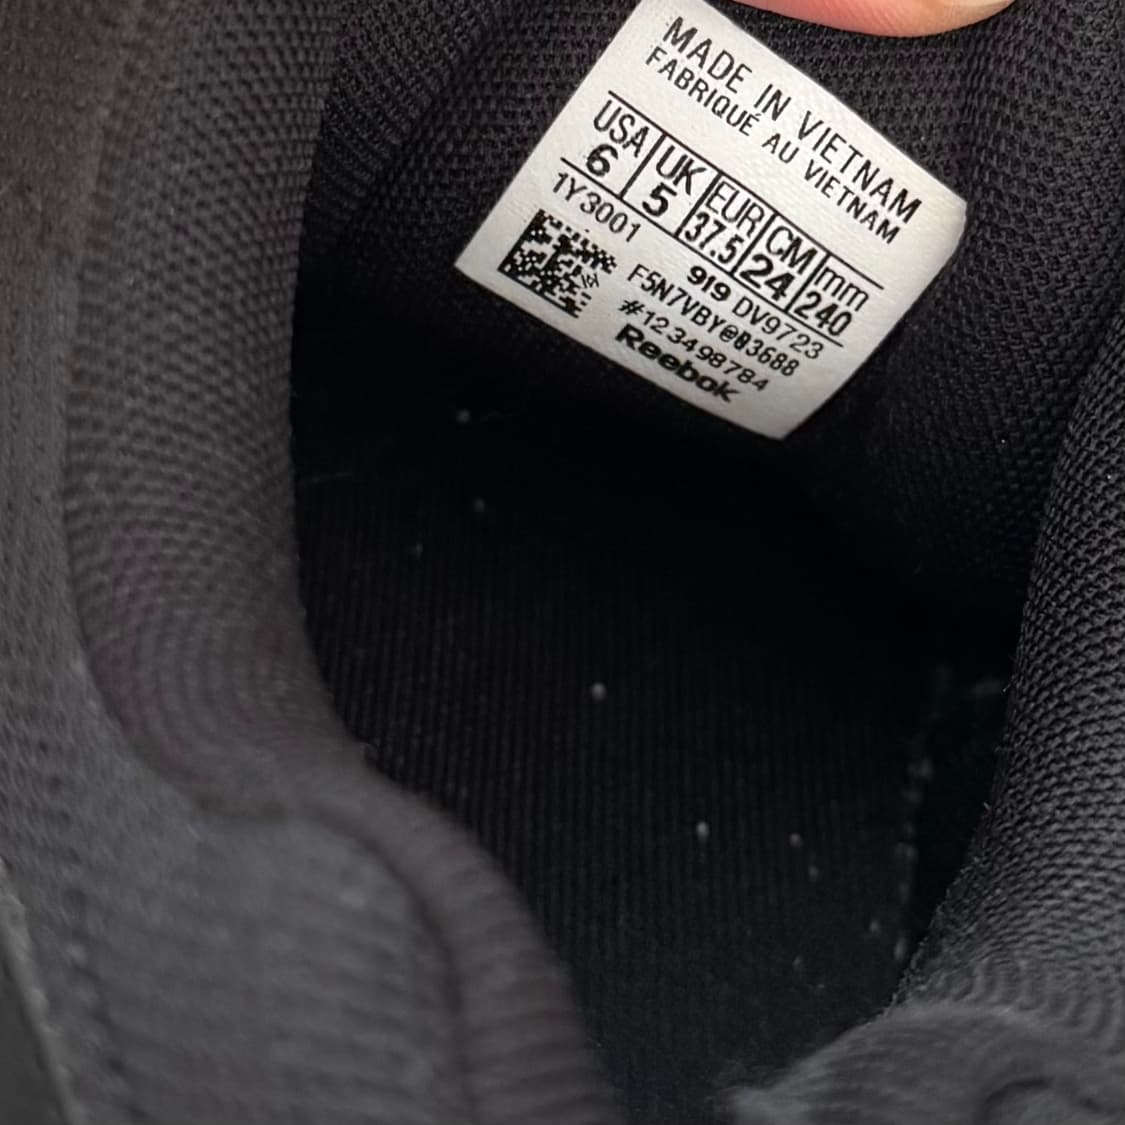 MADE IN VIETNAM
FABRIQUÉ AU VIETNAM
USA UK EUR CM mm
6 5 37.5 24 240
1Y3001 919 DV9723
F5N7VBY@B3688
#123498784
Reebok